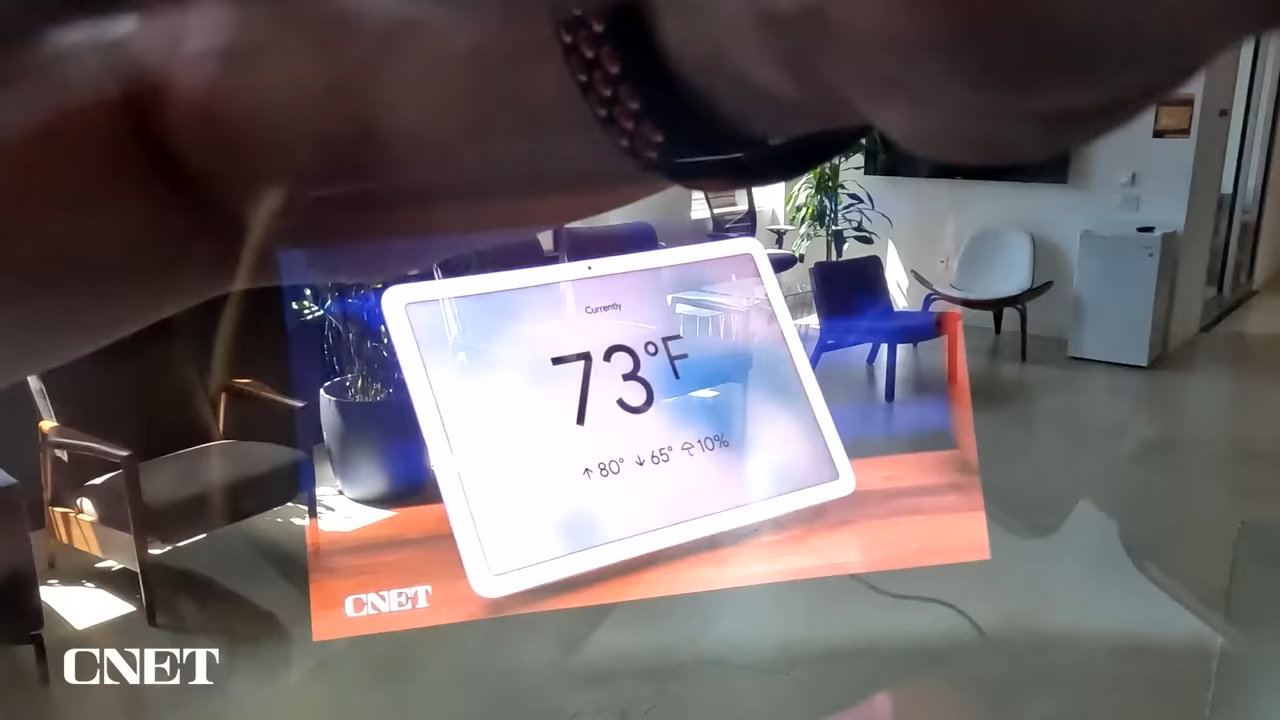 Currently
73°F
↑80° ↓65° ☂10%
CNET
CNET